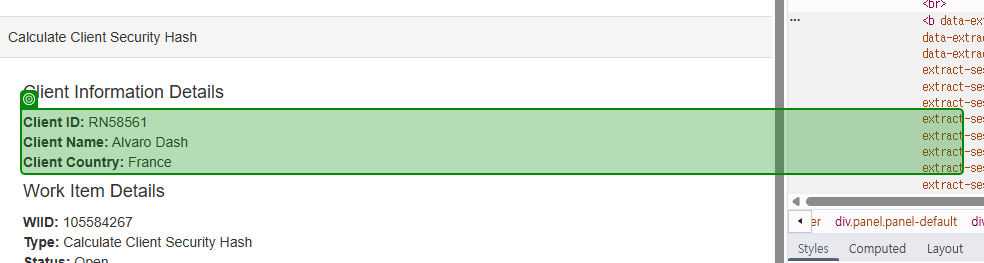 Calculate Client Security Hash
Client Information Details
Client ID: RN58561
Client Name: Alvaro Dash
Client Country: France
Work Item Details
WIID: 105584267
Type: Calculate Client Security Hash
Status: Open
<br>
<b data-ex
data-extrac
data-extrac
extract-ses
extract-ses
extract-ses
extract-ses
extract-ses
extract-ses
extract-ses
extract-ses
er div.panel.panel-default div
Styles Computed Layout